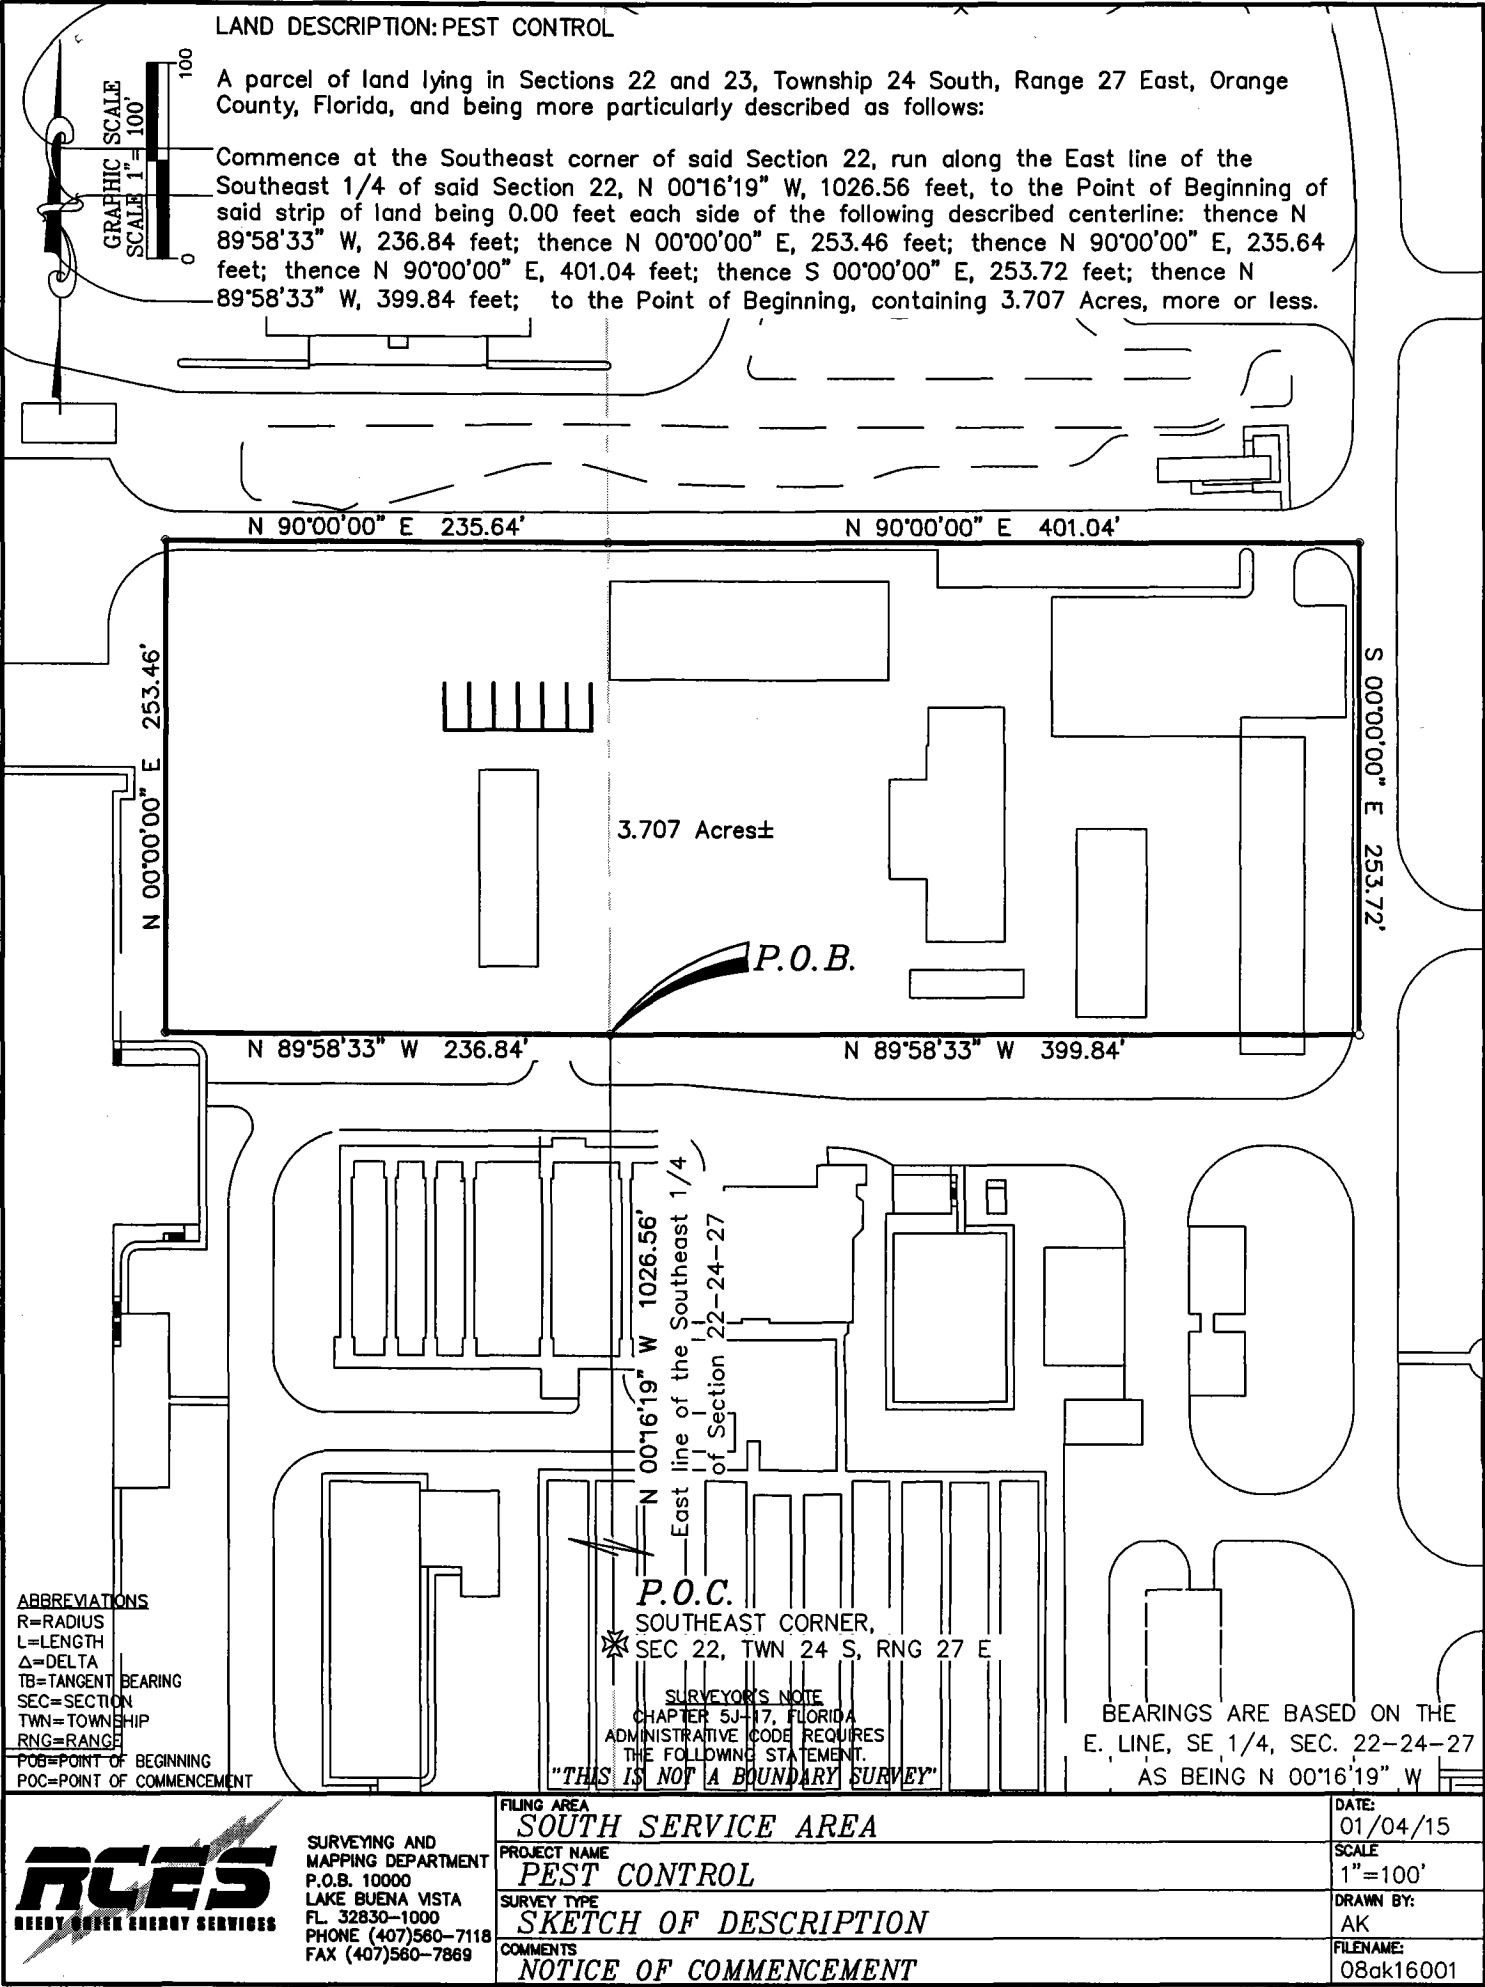 LAND DESCRIPTION: PEST CONTROL
A parcel of land lying in Sections 22 and 23, Township 24 South, Range 27 East, Orange
County, Florida, and being more particularly described as follows:
Commence at the Southeast corner of said Section 22, run along the East line of the
Southeast 1/4 of said Section 22, N 00°16'19" W, 1026.56 feet, to the Point of Beginning of
said strip of land being 0.00 feet each side of the following described centerline: thence N
89°58'33" W, 236.84 feet; thence N 00°00'00" E, 253.46 feet; thence N 90°00'00" E, 235.64
feet; thence N 90°00'00" E, 401.04 feet; thence S 00°00'00" E, 253.72 feet; thence N
89°58'33" W, 399.84 feet; to the Point of Beginning, containing 3.707 Acres, more or less.
GRAPHIC SCALE
SCALE 1"= 100'
0
100
N 90°00'00" E 235.64'
N 90°00'00" E 401.04'
N 00°00'00" E 253.46'
S 00°00'00" E 253.72'
3.707 Acres±
P.O.B.
N 89°58'33" W 236.84'
N 89°58'33" W 399.84'
N 00°16'19" W 1026.56'
East line of the Southeast 1/4
of Section 22-24-27
P.O.C.
SOUTHEAST CORNER,
SEC 22, TWN 24 S, RNG 27 E
ABBREVIATIONS
R=RADIUS
L=LENGTH
Δ=DELTA
TB=TANGENT BEARING
SEC=SECTION
TWN=TOWNSHIP
RNG=RANGE
POB=POINT OF BEGINNING
POC=POINT OF COMMENCEMENT
SURVEYOR'S NOTE
CHAPTER 5J-17, FLORIDA
ADMINISTRATIVE CODE REQUIRES
THE FOLLOWING STATEMENT.
"THIS IS NOT A BOUNDARY SURVEY"
BEARINGS ARE BASED ON THE
E. LINE, SE 1/4, SEC. 22-24-27
AS BEING N 00°16'19" W
RCES
REEDY CREEK ENERGY SERVICES
SURVEYING AND
MAPPING DEPARTMENT
P.O.B. 10000
LAKE BUENA VISTA
FL. 32830-1000
PHONE (407)560-7118
FAX (407)560-7869
FILING AREA
SOUTH SERVICE AREA
PROJECT NAME
PEST CONTROL
SURVEY TYPE
SKETCH OF DESCRIPTION
COMMENTS
NOTICE OF COMMENCEMENT
DATE:
01/04/15
SCALE
1"=100'
DRAWN BY:
AK
FILENAME:
08ak16001